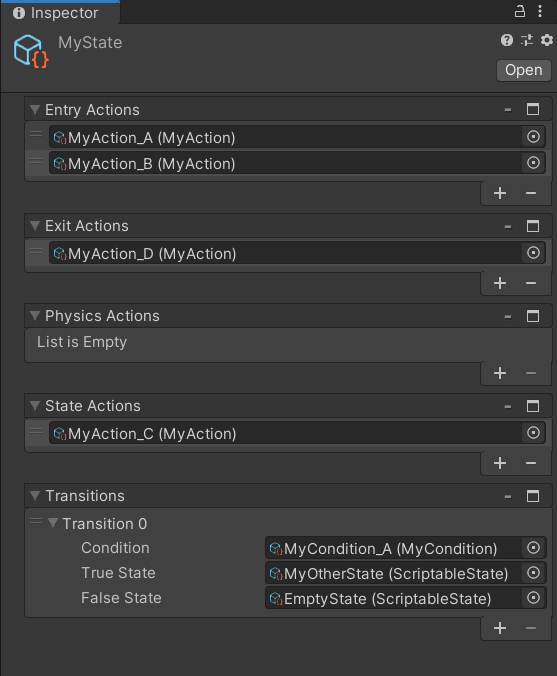 Inspector
MyState
Open
Entry Actions
MyAction_A (MyAction)
MyAction_B (MyAction)
Exit Actions
MyAction_D (MyAction)
Physics Actions
List is Empty
State Actions
MyAction_C (MyAction)
Transitions
Transition 0
Condition MyCondition_A (MyCondition)
True State MyOtherState (ScriptableState)
False State EmptyState (ScriptableState)